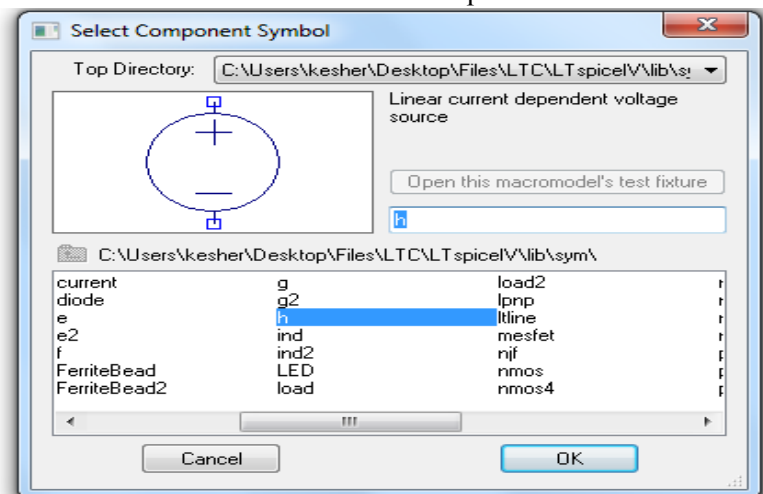 Select Component Symbol
Top Directory: C:\Users\kesher\Desktop\Files\LTC\LTspiceIV\lib\sy
Linear current dependent voltage
source
Open this macromodel's test fixture
h
C:\Users\kesher\Desktop\Files\LTC\LTspiceIV\lib\sym\
current g load2
diode g2 lpnp
e h ltline
e2 ind mesfet
f ind2 njf
FerriteBead LED nmos
FerriteBead2 load nmos4
Cancel OK